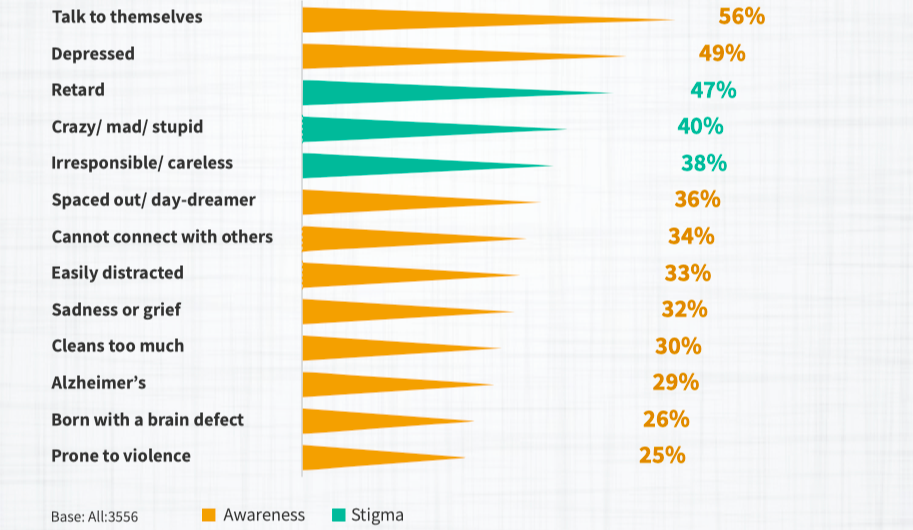 Talk to themselves 56%
Depressed 49%
Retard 47%
Crazy/ mad/ stupid 40%
Irresponsible/ careless 38%
Spaced out/ day-dreamer 36%
Cannot connect with others 34%
Easily distracted 33%
Sadness or grief 32%
Cleans too much 30%
Alzheimer’s 29%
Born with a brain defect 26%
Prone to violence 25%
Base: All:3556 Awareness Stigma